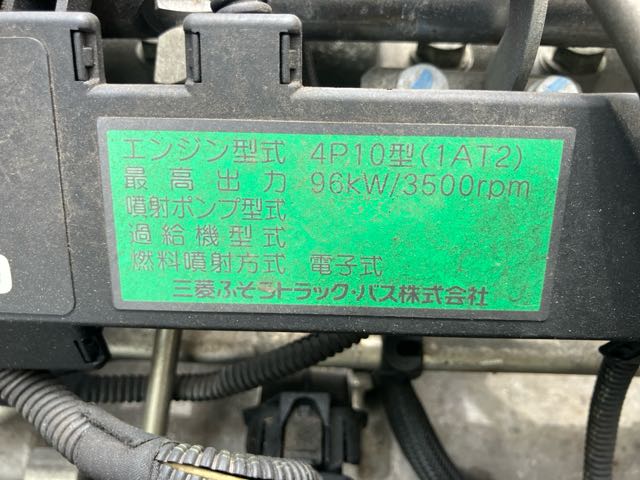 エンジン型式 4P10型(1AT2)
最高出力 96kW/3500rpm
噴射ポンプ型式
過給機型式
燃料噴射方式 電子式
三菱ふそうトラック・バス株式会社